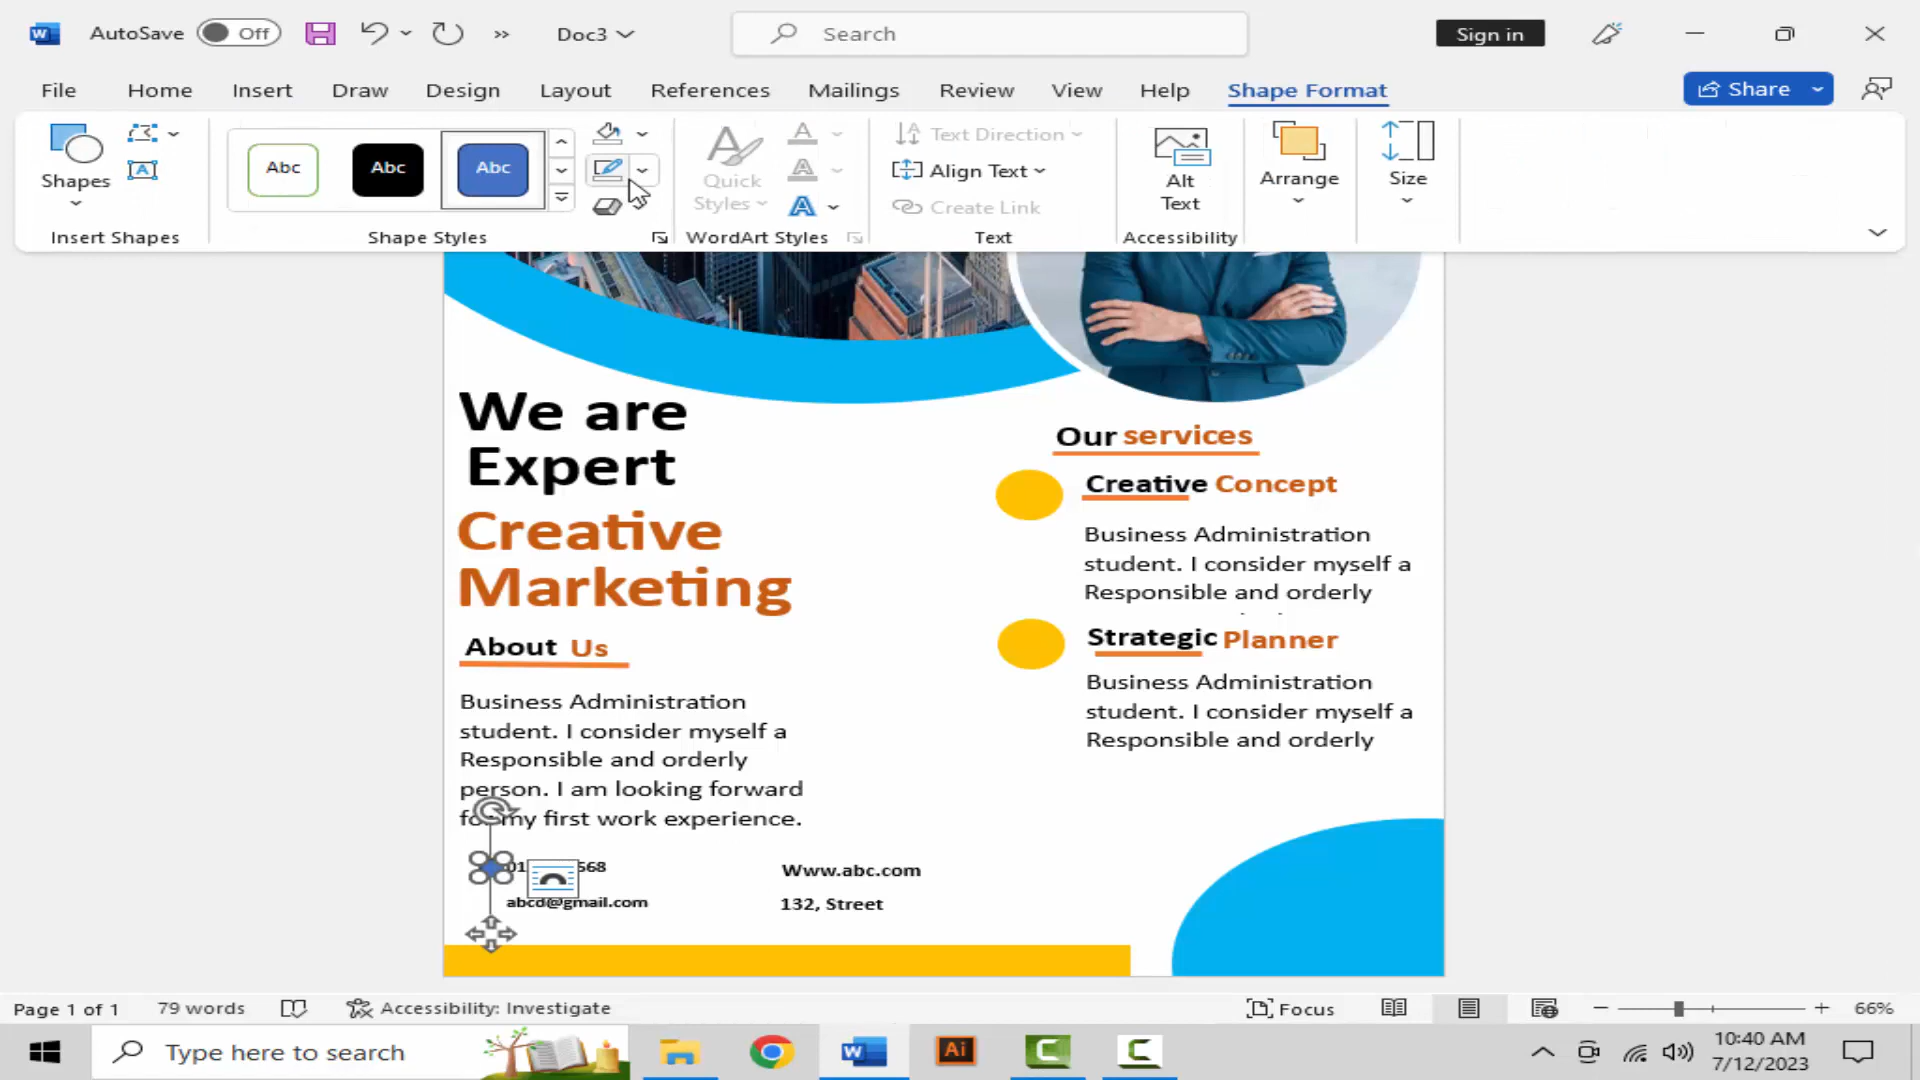 AutoSave Off Doc3 Search Sign in
File Home Insert Draw Design Layout References Mailings Review View Help Shape Format Share
Shapes
Insert Shapes
Abc Abc Abc
Shape Styles
Quick
Styles
WordArt Styles
Text Direction
Align Text
Create Link
Text
Alt
Text
Accessibility
Arrange
Size
We are
Expert
Creative
Marketing
About Us
Business Administration
student. I consider myself a
Responsible and orderly
person. I am looking forward
my first work experience.
568
abcd@gmail.com
Www.abc.com
132, Street
Our services
Creative Concept
Business Administration
student. I consider myself a
Responsible and orderly
Strategic Planner
Business Administration
student. I consider myself a
Responsible and orderly
Page 1 of 1 79 words Accessibility: Investigate Focus 66%
Type here to search
Ai
10:40 AM
7/12/2023